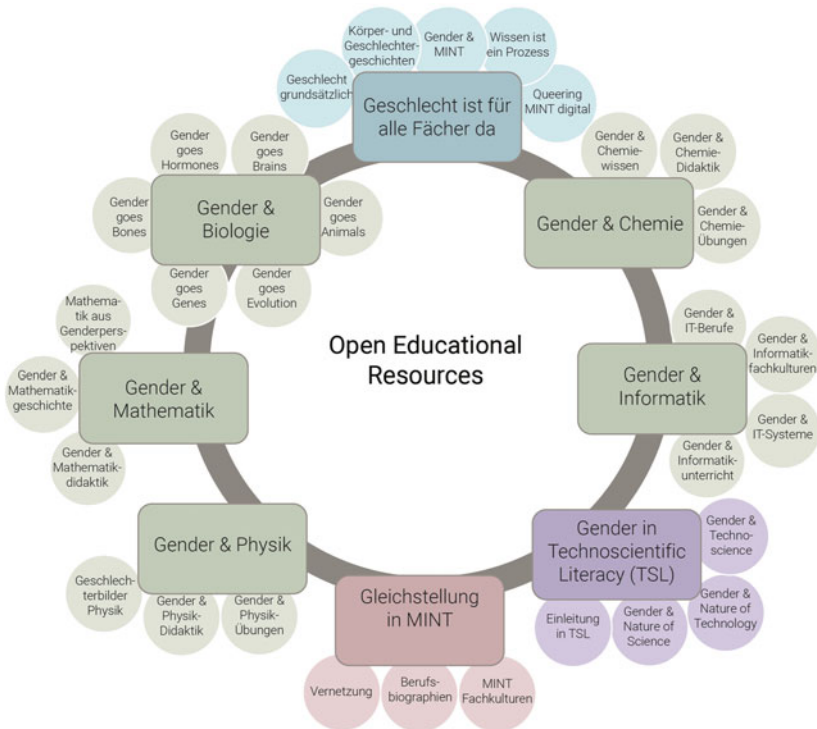 Körper- und
Geschlechter-
geschichten
Gender &
MINT
Wissen ist
ein Prozess
Geschlecht
grundsätzlich
Queering
MINT digital
Geschlecht ist für
alle Fächer da
Gender &
Chemie-
wissen
Gender &
Chemie-
Didaktik
Gender &
Chemie-
Übungen
Gender & Chemie
Gender
goes
Hormones
Gender
goes
Brains
Gender
goes
Bones
Gender
goes
Animals
Gender &
Biologie
Gender
goes
Genes
Gender
goes
Evolution
Open Educational
Resources
Gender &
IT-Berufe
Gender &
Informatik-
fachkulturen
Gender &
IT-Systeme
Gender &
Informatik-
unterricht
Gender &
Informatik
Mathema-
tik aus
Genderpers-
pektiven
Gender &
Mathematik-
geschichte
Gender &
Mathematik-
didaktik
Gender &
Mathematik
Gender in
Technoscientific
Literacy (TSL)
Gender &
Techno-
science
Gender &
Nature of
Technology
Gender &
Nature of
Science
Einleitung
in TSL
Gender & Physik
Geschlech-
terbilder
Physik
Gender &
Physik-
Didaktik
Gender &
Physik-
Übungen
Gleichstellung
in MINT
Vernetzung
Berufs-
biographien
MINT
Fachkulturen